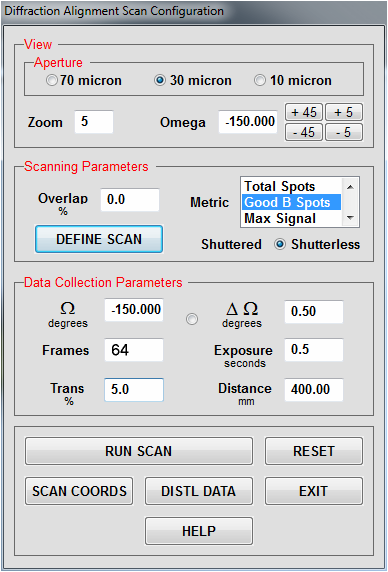 Diffraction Alignment Scan Configuration
View
Aperture
70 micron 30 micron 10 micron
Zoom 5 Omega -150.000 + 45 + 5
- 45 - 5
Scanning Parameters
Overlap 0.0
%
Metric Total Spots
Good B Spots
Max Signal
DEFINE SCAN
Shuttered Shutterless
Data Collection Parameters
Ω -150.000 Δ Ω 0.50
degrees degrees
Frames 64 Exposure 0.5
seconds
Trans 5.0 Distance 400.00
% mm
RUN SCAN RESET
SCAN COORDS DISTL DATA EXIT
HELP